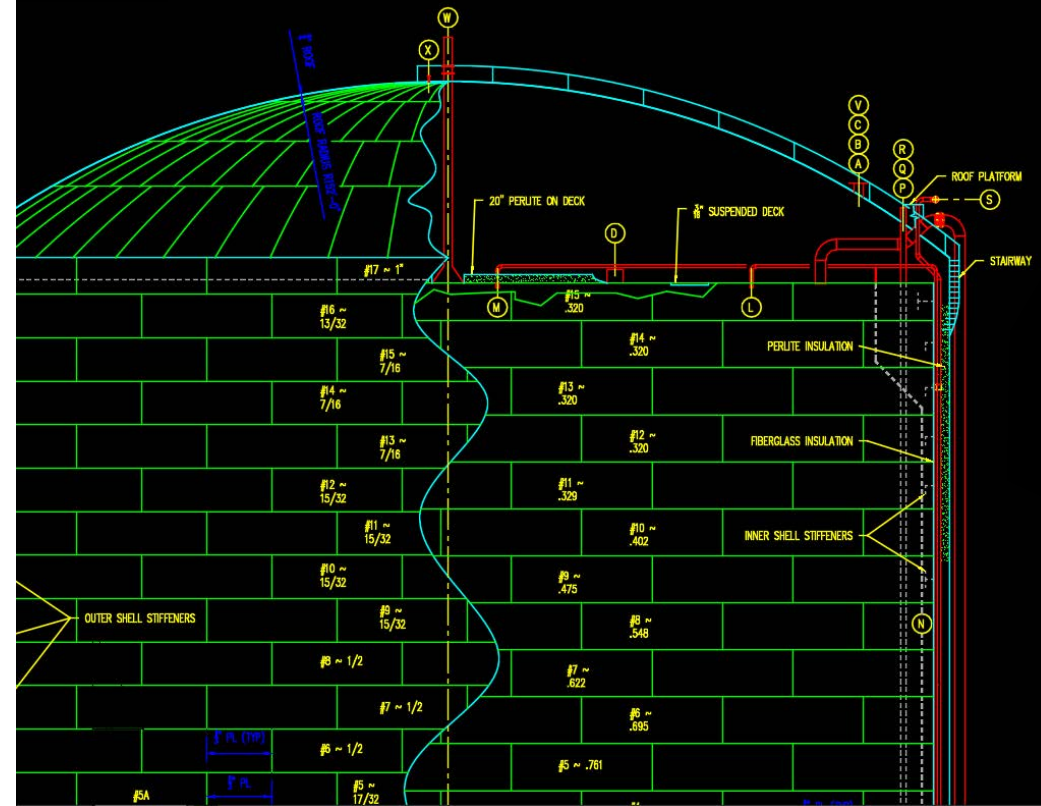 W
X
V
C
B
A
R
Q
P
ROOF PLATFORM
S
20" PERLITE ON DECK
3/16" SUSPENDED DECK
D
STAIRWAY
#17 ~ 1"
M
L
#16 ~
13/32
#15 ~
.320
#14 ~
.320
PERLITE INSULATION
#15 ~
7/16
#14 ~
7/16
#13 ~
.320
#13 ~
7/16
#12 ~
.320
FIBERGLASS INSULATION
#12 ~
15/32
#11 ~
.329
#11 ~
15/32
#10 ~
.402
INNER SHELL STIFFENERS
#10 ~
15/32
#9 ~
.475
OUTER SHELL STIFFENERS
#9 ~
15/32
#8 ~
.548
N
#8 ~ 1/2
#7 ~
.622
#7 ~ 1/2
#6 ~
.695
PL (TYP)
#6 ~ 1/2
#5 ~ .761
PL
#5A
#5 ~
17/32